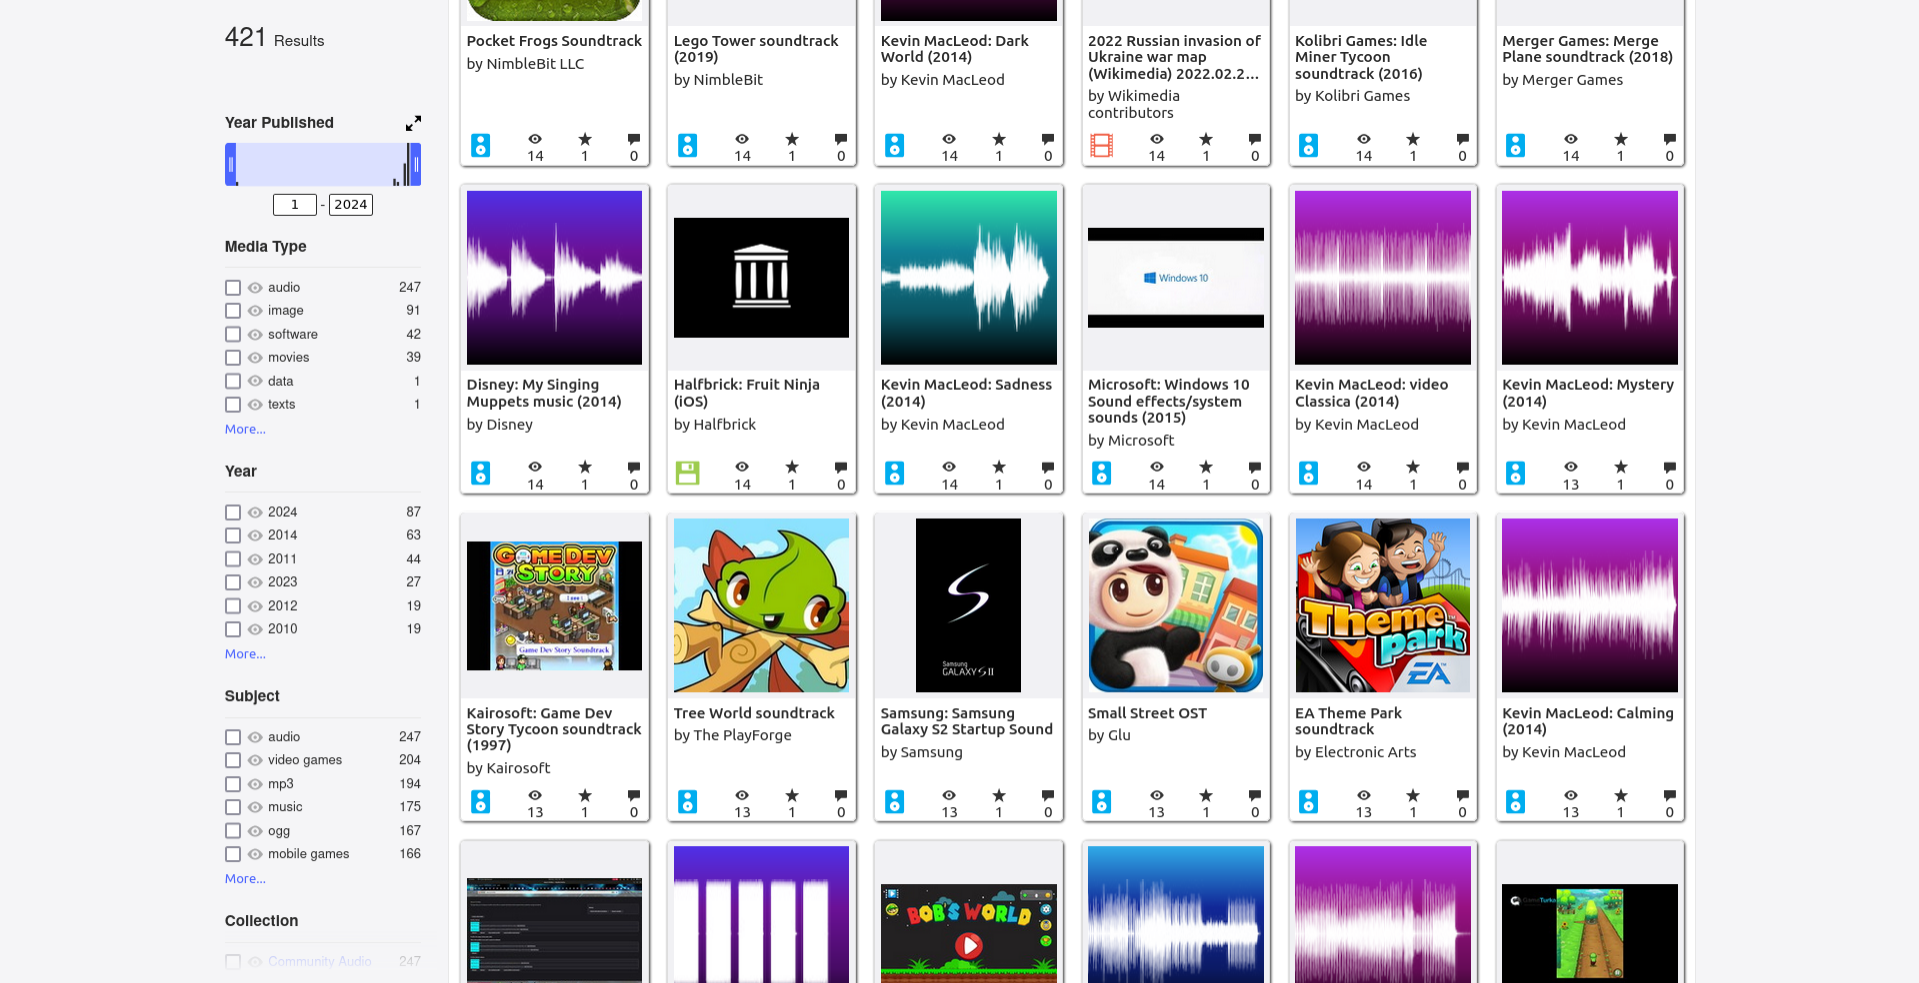 421 Results
Year Published
1 - 2024
Media Type
audio 247
image 91
software 42
movies 39
data 1
texts 1
More...
Year
2024 87
2014 63
2011 44
2023 27
2012 19
2010 19
More...
Subject
audio 247
video games 204
mp3 194
music 175
ogg 167
mobile games 166
More...
Collection
Community Audio 247
Pocket Frogs Soundtrack
by NimbleBit LLC
14 1 0
Lego Tower soundtrack
(2019)
by NimbleBit
14 1 0
Kevin MacLeod: Dark
World (2014)
by Kevin MacLeod
14 1 0
2022 Russian invasion of
Ukraine war map
(Wikimedia) 2022.02.2...
by Wikimedia
contributors
14 1 0
Kolibri Games: Idle
Miner Tycoon
soundtrack (2016)
by Kolibri Games
14 1 0
Merger Games: Merge
Plane soundtrack (2018)
by Merger Games
14 1 0
Disney: My Singing
Muppets music (2014)
by Disney
14 1 0
Halfbrick: Fruit Ninja
(iOS)
by Halfbrick
14 1 0
Kevin MacLeod: Sadness
(2014)
by Kevin MacLeod
14 1 0
Windows 10
Microsoft: Windows 10
Sound effects/system
sounds (2015)
by Microsoft
14 1 0
Kevin MacLeod: video
Classica (2014)
by Kevin MacLeod
14 1 0
Kevin MacLeod: Mystery
(2014)
by Kevin MacLeod
13 1 0
GAME DEV
STORY
Game Dev Story Soundtrack
Kairosoft: Game Dev
Story Tycoon soundtrack
(1997)
by Kairosoft
13 1 0
Tree World soundtrack
by The PlayForge
13 1 0
Samsung
GALAXY S II
Samsung: Samsung
Galaxy S2 Startup Sound
by Samsung
13 1 0
Small Street OST
by Glu
13 1 0
Theme
park
EA
EA Theme Park
soundtrack
by Electronic Arts
13 1 0
Kevin MacLeod: Calming
(2014)
by Kevin MacLeod
13 1 0
BOB'S WORLD